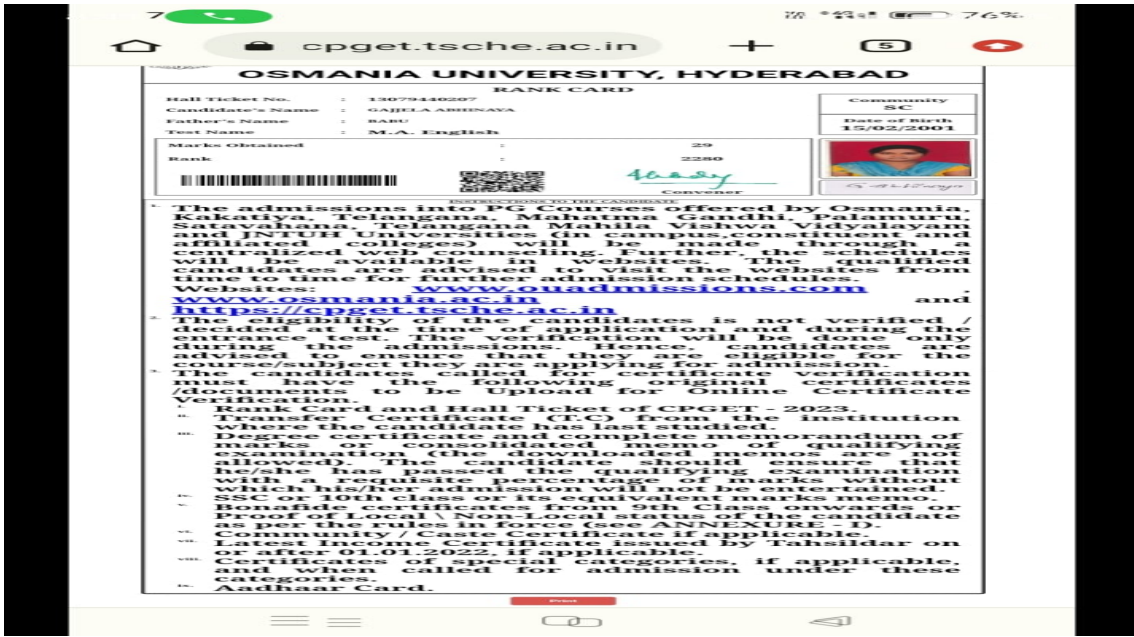 7
76%
cpget.tsche.ac.in
5
OSMANIA UNIVERSITY, HYDERABAD
RANK CARD
Hall Ticket No. : 13079440207
Candidate's Name : GAJJELA ABHINAYA
Father's Name : BABU
Test Name : M.A. English
Community
SC
Date of Birth
15/02/2001
Marks Obtained : 29
Rank : 2280
Convener
INSTRUCTIONS TO THE CANDIDATE
1. The admissions into PG Courses offered by Osmania,
Kakatiya, Telangana, Mahatma Gandhi, Palamuru,
Satavahana, Telangana Mahila Vishwa Vidyalayam
and JNTUH Universities (in campus,constituent and
affiliated colleges) will be made through a
centralized web counseling. Further, the schedules
will be available in websites. The qualified
candidates are advised to visit the websites from
time to time for further admission schedules.
Websites: www.ouadmissions.com ,
www.osmania.ac.in and
https://cpget.tsche.ac.in
2. The eligibility of the candidates is not verified /
decided at the time of application and during the
entrance test. The verification will be done only
during the admissions. Hence, candidates are
advised to ensure that they are eligible for the
course/subject they are applying for admission.
3. The candidates called for certificate verification
must have the following original certificates
/documents to be Upload for Online Certificate
Verification.
i. Rank Card and Hall Ticket of CPGET - 2023.
ii. Transfer Certificate (T.C) from the institution
where the candidate has last studied.
iii. Degree certificate and complete memorandum of
marks or consolidated memo of qualifying
examination (the downloaded memos are not
allowed). The candidate should ensure that
he/she has passed the qualifying examination
with a requisite percentage of marks without
which his/her admission will not be entertained.
iv. SSC or 10th class or its equivalent marks memo.
v. Bonafide certificates from 9th Class onwards or
Proof of Local \ Non-Local status of the candidate
as per the rules in force (see ANNEXURE - I).
vi. Community / Caste Certificate if applicable.
vii. Latest Income Certificate issued by Tahsildar on
or after 01.01.2022, if applicable.
viii. Certificates of special categories, if applicable,
and when called for admission under these
categories.
ix. Aadhaar Card.
Print